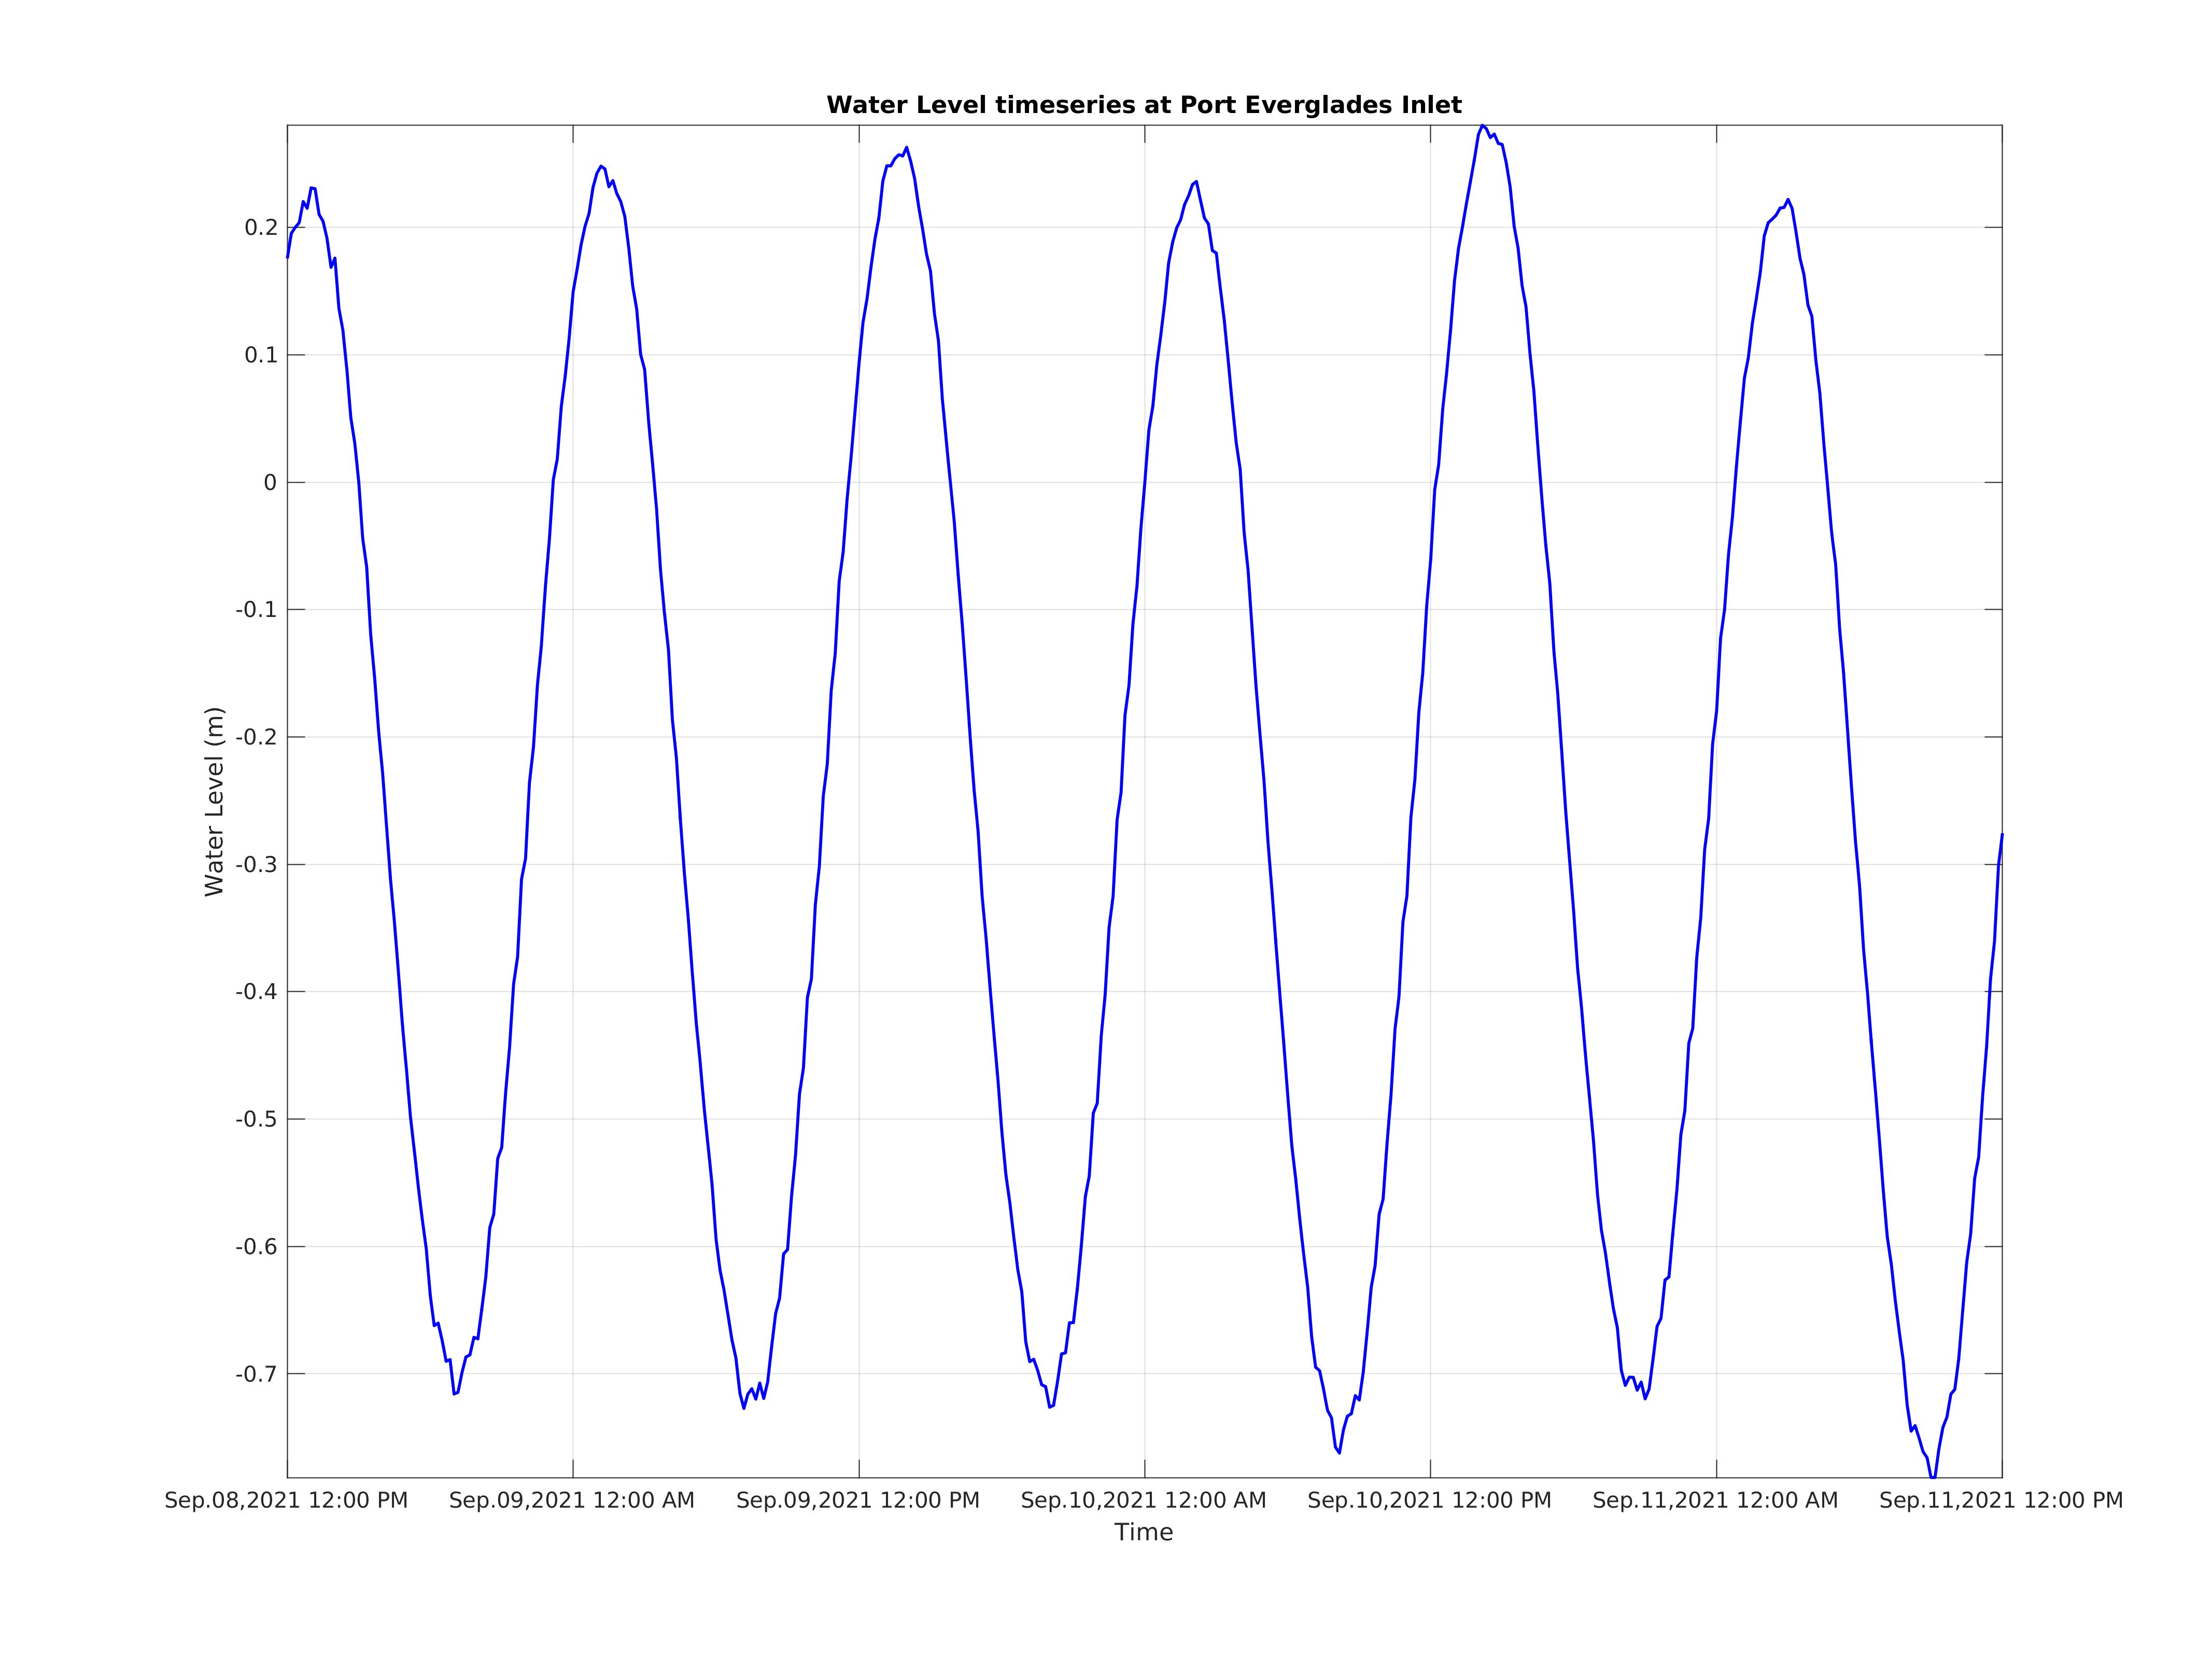 Water Level timeseries at Port Everglades Inlet
0.2
0.1
0
-0.1
-0.2
-0.3
-0.4
-0.5
-0.6
-0.7
Water Level (m)
Sep.08,2021 12:00 PM
Sep.09,2021 12:00 AM
Sep.09,2021 12:00 PM
Sep.10,2021 12:00 AM
Sep.10,2021 12:00 PM
Sep.11,2021 12:00 AM
Sep.11,2021 12:00 PM
Time